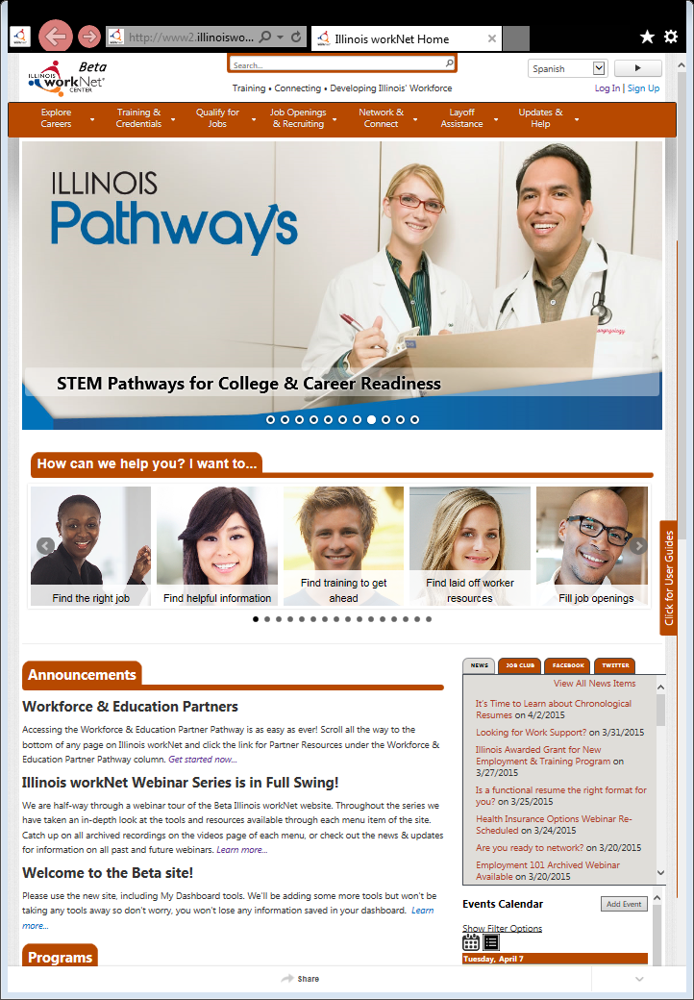 http://www2.illinoiswo...
Illinois workNet Home
ILLINOIS
workNet®
CENTER
Beta
Search...
Training • Connecting • Developing Illinois' Workforce
Spanish
Log In | Sign Up
Explore
Careers
Training &
Credentials
Qualify for
Jobs
Job Openings
& Recruiting
Network &
Connect
Layoff
Assistance
Updates &
Help
ILLINOIS
Pathways
STEM Pathways for College & Career Readiness
How can we help you? I want to...
Find the right job
Find helpful information
Find training to get
ahead
Find laid off worker
resources
Fill job openings
Click for User Guides
Announcements
Workforce & Education Partners
Accessing the Workforce & Education Partner Pathway is as easy as ever! Scroll all the way to the
bottom of any page on Illinois workNet and click the link for Partner Resources under the Workforce &
Education Partner Pathway column. Get started now...
Illinois workNet Webinar Series is in Full Swing!
We are half-way through a webinar tour of the Beta Illinois workNet website. Throughout the series we
have taken an in-depth look at the tools and resources available through each menu item of the site.
Catch up on all archived recordings on the videos page of each menu, or check out the news & updates
for information on all past and future webinars. Learn more...
Welcome to the Beta site!
Please use the new site, including My Dashboard tools. We'll be adding some more tools but won't be
taking any tools away so don't worry, you won't lose any information saved in your dashboard. Learn
more...
Programs
NEWS
JOB CLUB
FACEBOOK
TWITTER
View All News Items
It's Time to Learn about Chronological
Resumes on 4/2/2015
Looking for Work Support? on 3/31/2015
Illinois Awarded Grant for New
Employment & Training Program on
3/27/2015
Is a functional resume the right format for
you? on 3/25/2015
Health Insurance Options Webinar Re-
Scheduled on 3/24/2015
Are you ready to network? on 3/20/2015
Employment 101 Archived Webinar
Available on 3/20/2015
Events Calendar
Add Event
Show Filter Options
Tuesday, April 7
Share